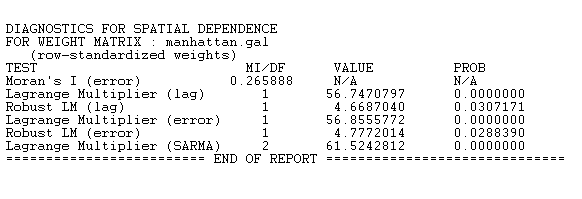 DIAGNOSTICS FOR SPATIAL DEPENDENCE
FOR WEIGHT MATRIX : manhattan.gal
(row-standardized weights)
TEST MI/DF VALUE PROB
Moran's I (error) 0.265888 N/A N/A
Lagrange Multiplier (lag) 1 56.7470797 0.0000000
Robust LM (lag) 1 4.6687040 0.0307171
Lagrange Multiplier (error) 1 56.8555772 0.0000000
Robust LM (error) 1 4.7772014 0.0288390
Lagrange Multiplier (SARMA) 2 61.5242812 0.0000000
========================= END OF REPORT ==============================